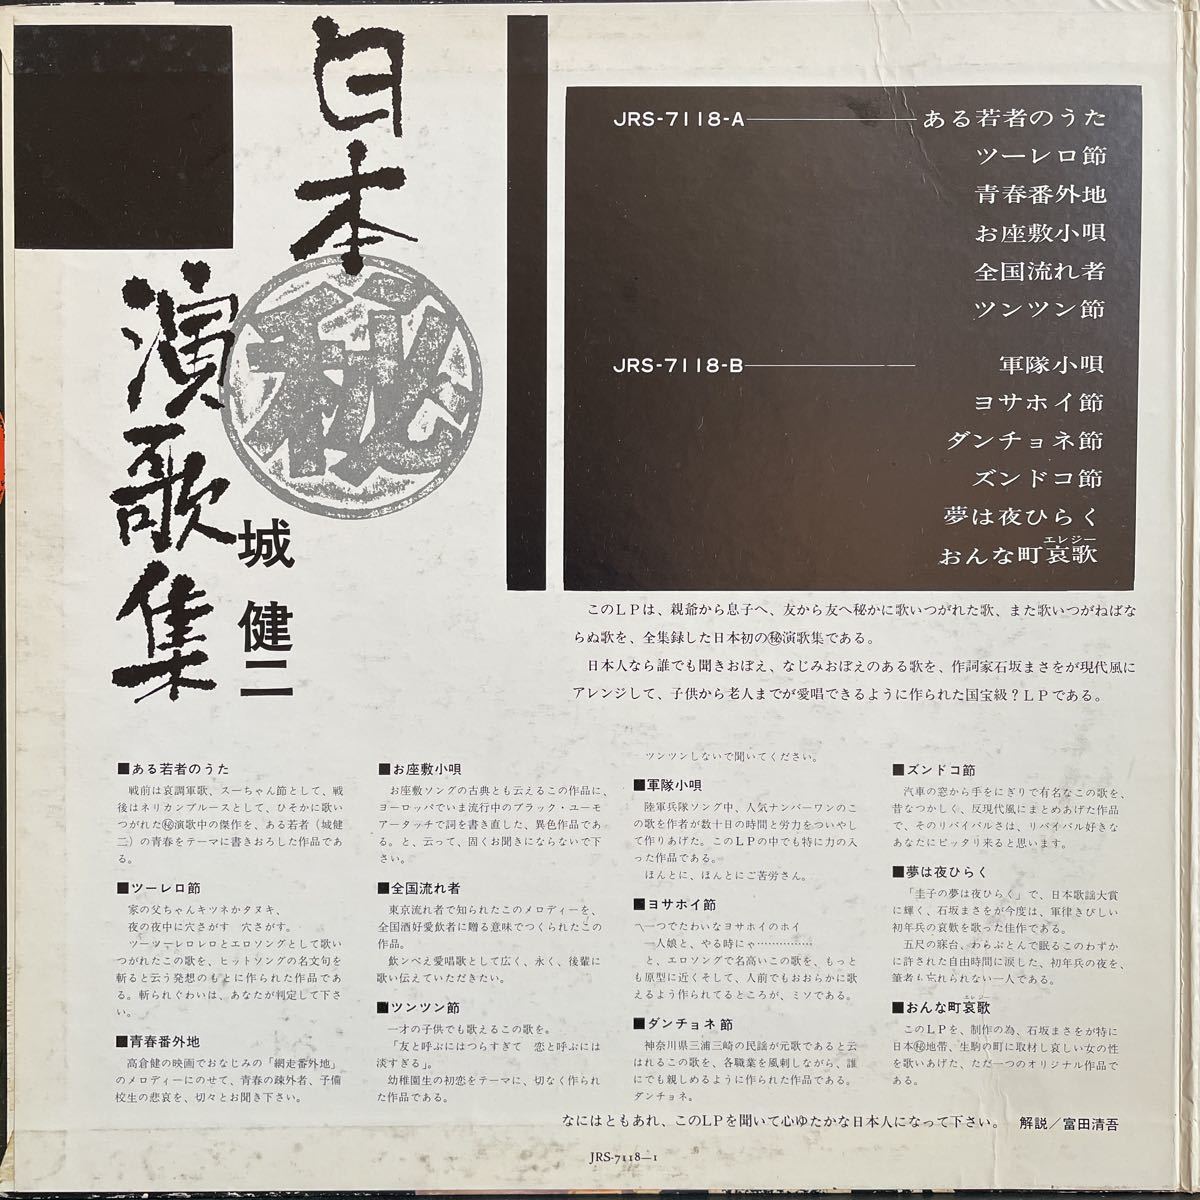 日本㊙演歌集
城健二
JRS-7118-A
ある若者のうた
ツーレロ節
青春番外地
お座敷小唄
全国流れ者
ツンツン節
JRS-7118-B
軍隊小唄
ヨサホイ節
ダンチョネ節
ズンドコ節
夢は夜ひらく
エレジー
おんな町哀歌
このLPは、親爺から息子へ、友から友へ秘かに歌いつがれた歌、また歌いつがねばな
らぬ歌を、全集録した日本初の㊙演歌集である。
日本人なら誰でも聞きおぼえ、なじみおぼえのある歌を、作詞家石坂まさをが現代風に
アレンジして、子供から老人までが愛唱できるように作られた国宝級？LPである。
■ある若者のうた
戦前は哀調軍歌、スーちゃん節として、戦
後はネリカンブルースとして、ひそかに歌い
つがれた㊙演歌中の傑作を、ある若者（城健
二）の青春をテーマに書きおろした作品であ
る。
■ツーレロ節
家の父ちゃんキツネかタヌキ、
夜の夜中に穴さがす　穴さがす。
ツーツーレロレロとエロソングとして歌い
つがれたこの歌を、ヒットソングの名文句を
斬ると云う発想のもとに作られた作品であ
る。斬られぐわいは、あなたが判定して下さ
い。
■青春番外地
高倉健の映画でおなじみの「網走番外地」
のメロディーにのせて、青春の疎外者、予備
校生の悲哀を、切々とお聞き下さい。
■お座敷小唄
お座敷ソングの古典とも云えるこの作品に、
ヨーロッパでいま流行中のブラック・ユーモ
アータッチで詞を書き直した、異色作品であ
る。と、云って、固くお聞きにならないで下
さい。
■全国流れ者
東京流れ者で知られたこのメロディーを、
全国酒好愛飲者に贈る意味でつくられたこの
作品。
飲ンべえ愛唱歌として広く、永く、後輩に
歌い伝えていただきたい。
■ツンツン節
一才の子供でも歌えるこの歌を。
「友と呼ぶにはつらすぎて　恋と呼ぶには
淡すぎる」
幼稚園生の初恋をテーマに、切なく作られ
た作品である。
ツンツンしないで聞いてください。
■軍隊小唄
陸軍兵隊ソング中、人気ナンバーワンのこ
の歌を作者が数十日の時間と労力をついやし
て作りあげた。このLPの中でも特に力の入
った作品である。
ほんとに、ほんとにご苦労さん。
■ヨサホイ節
〽一つでたわいなヨサホイのホイ
一人娘と、やる時にゃ……………
と、エロソングで名高いこの歌を、もっと
も原型に近くそして、人前でもおおらかに歌
えるよう作られてるところが、ミソである。
■ダンチョネ節
神奈川県三浦三崎の民謡が元歌であると云
はれるこの歌を、各職業を風刺しながら、誰
にでも親しめるように作られた作品である。
ダンチョネ。
■ズンドコ節
汽車の窓から手をにぎりで有名なこの歌を、
昔なつかしく、反現代風にまとめあげた作品
で、そのリバイバルさは、リバイバル好きな
あなたにピッタリ来ると思います。
■夢は夜ひらく
「圭子の夢は夜ひらく」で、日本歌謡大賞
に輝く、石坂まさをが今度は、軍律きびしい
初年兵の哀歓を歌った佳作である。
五尺の寐台、わらぶとんで眠るこのわずか
に許された自由時間に涙した、初年兵の夜を、
筆者も忘れられない一人である。
エレジー
■おんな町哀歌
このLPを、制作の為、石坂まさをが特に
日本㊙地帯、生駒の町に取材し哀しい女の性
を歌いあげた、ただ一つのオリジナル作品で
ある。
なにはともあれ、このLPを聞いて心ゆたかな日本人になって下さい。　解説／富田清吾
JRS-7118-1